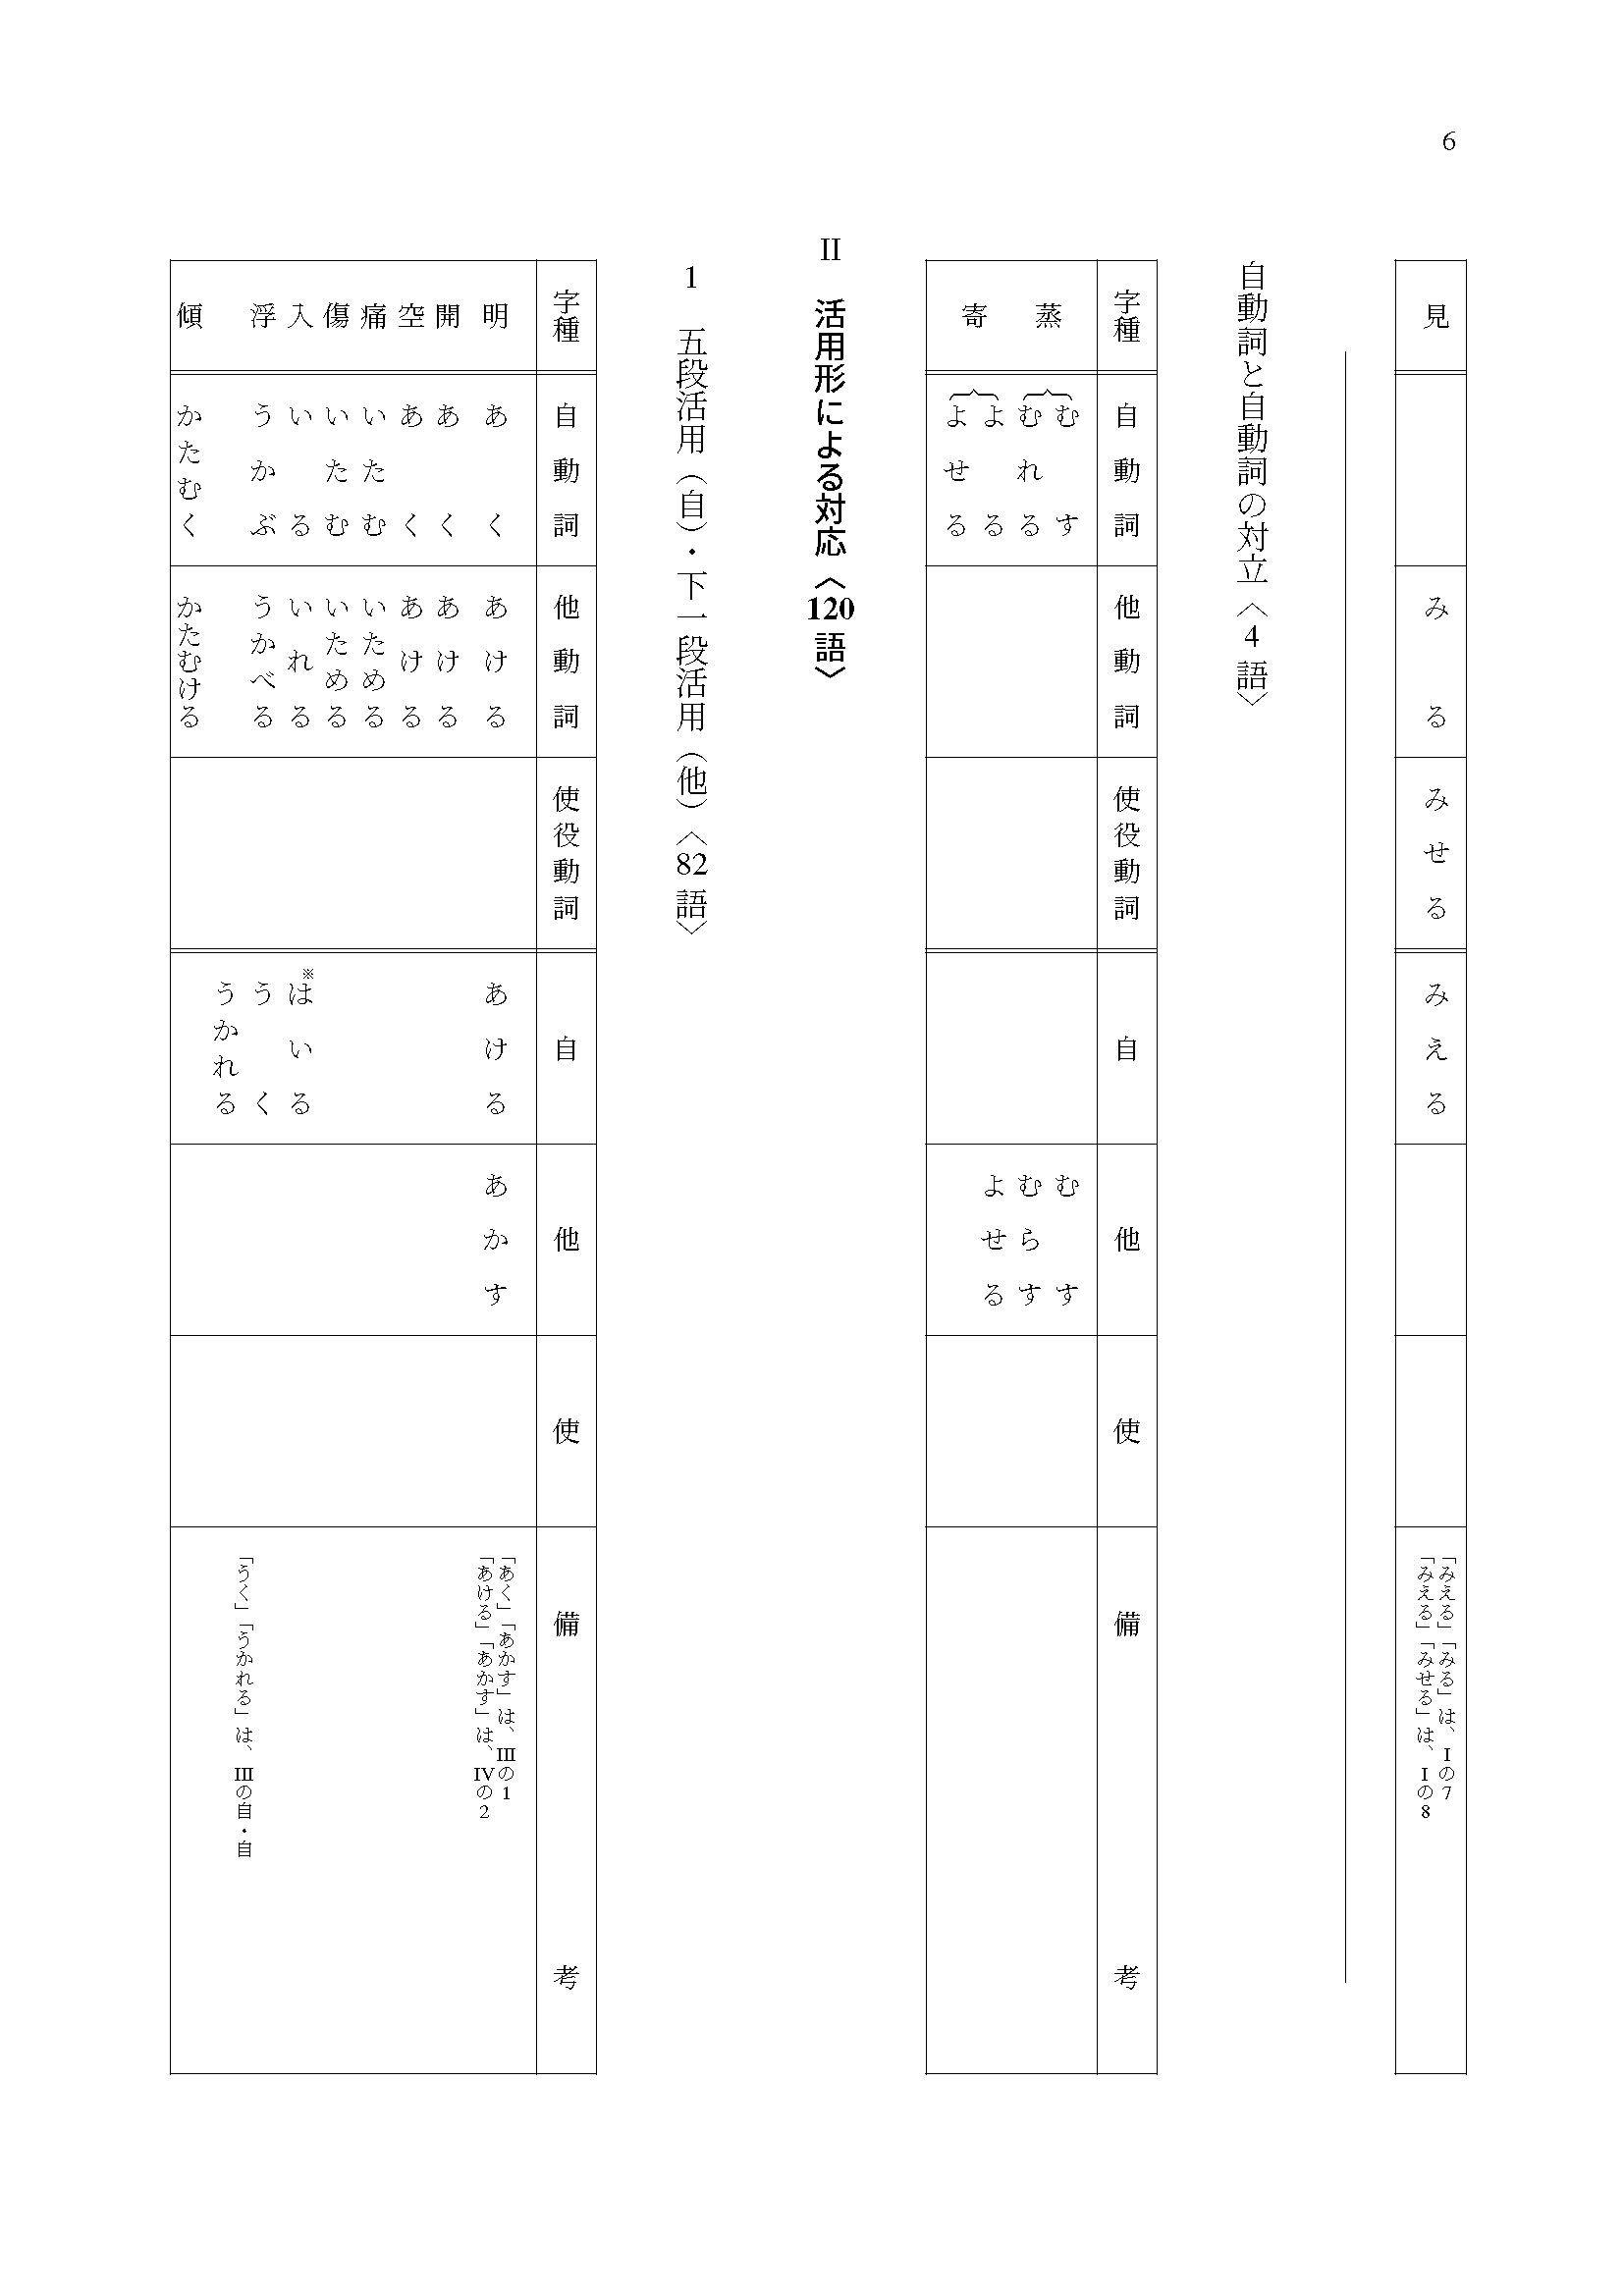 6
見 みる みせる みえる 「みえる」「みる」は、Iの7
「みえる」「みせる」は、Iの8
自動詞と自動詞の対立〈4語〉
字種 自動詞 他動詞 使役動詞 自 他 使 備考
蒸 むす むす
むれる むらす
寄 よる よせる
よせる
II 活用形による対応〈120語〉
1 五段活用（自）・下一段活用（他）〈82語〉
字種 自動詞 他動詞 使役動詞 自 他 使 備考
明 あく あける あける あかす 「あく」「あかす」は、IIIの1
「あける」「あかす」は、IVの2
開 あく あける
空 あく あける
痛 いたむ いためる
傷 いたむ いためる
入 いる いれる ※はいる
浮 うかぶ うかべる うく 「うく」「うかれる」は、IIIの自・自
うかれる
傾 かたむく かたむける